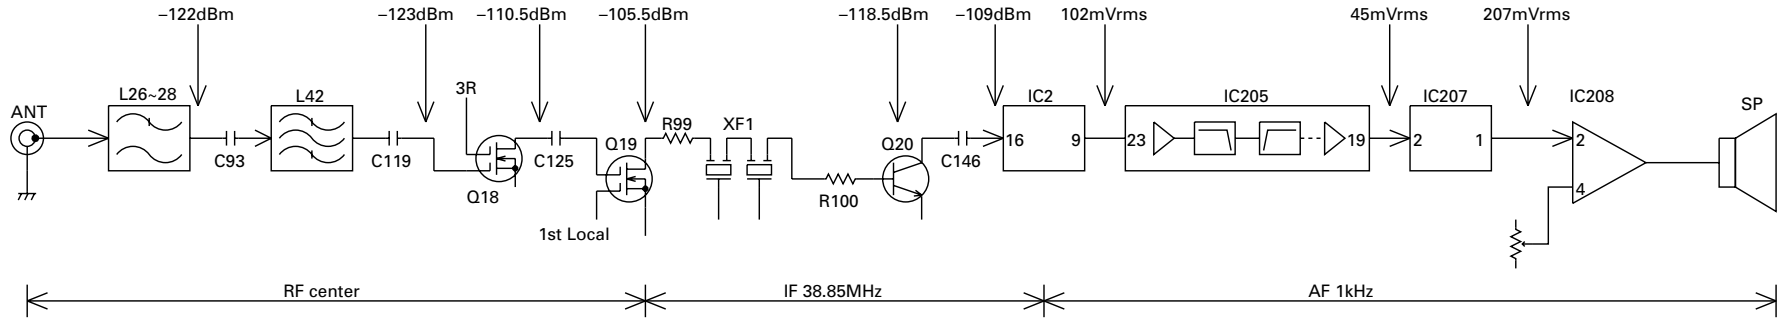 −122dBm −123dBm −110.5dBm −105.5dBm −118.5dBm −109dBm 102mVrms 45mVrms 207mVrms
ANT
L26~28
C93
L42
C119
3R
Q18
C125
Q19
1st Local
R99
XF1
R100
Q20
C146
IC2
16 9
IC205
23 19
IC207
2 1
IC208
2
4
SP
RF center IF 38.85MHz AF 1kHz